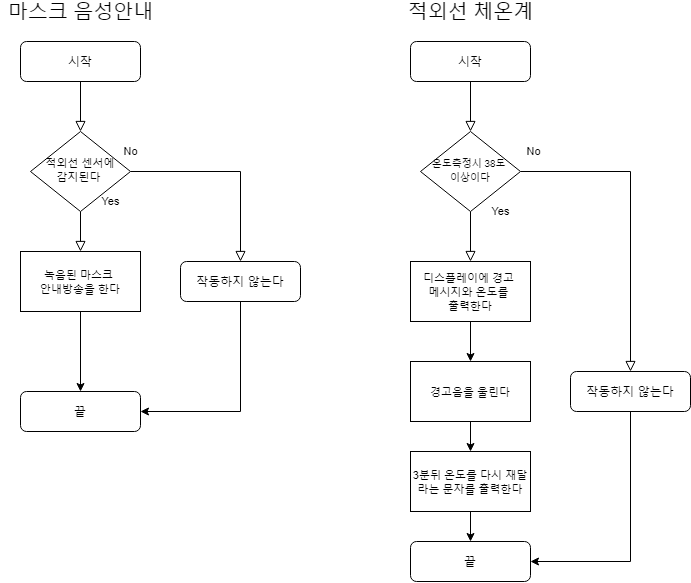 마스크 음성안내
시작
적외선 센서에
감지된다
No
Yes
녹음된 마스크
안내방송을 한다
작동하지 않는다
끝
적외선 체온계
시작
온도측정시 38도
이상이다
No
Yes
디스플레이에 경고
메시지와 온도를
출력한다
경고음을 울린다
작동하지 않는다
3분뒤 온도를 다시 재달
라는 문자를 출력한다
끝